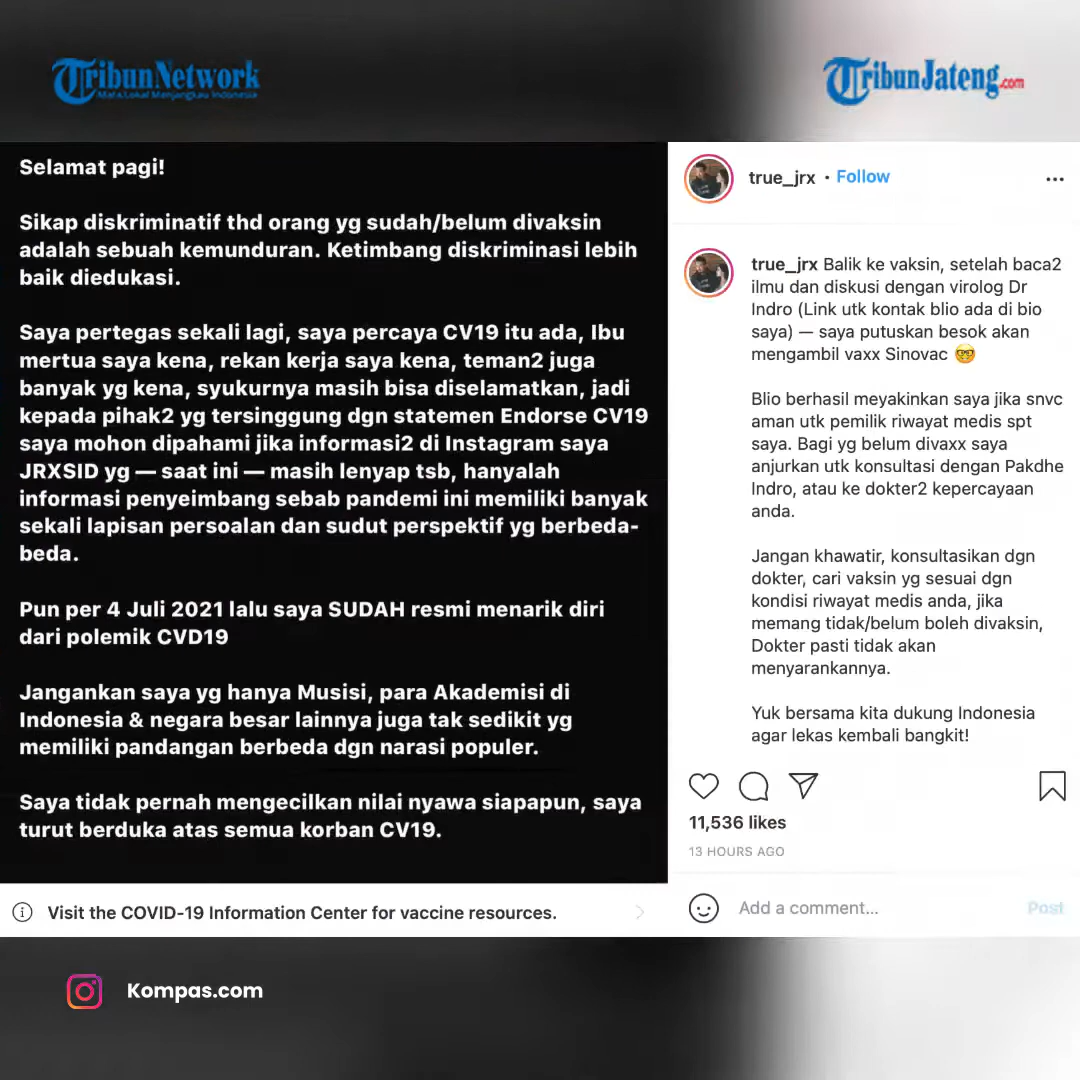 TribunNetwork
Mata Lokal Menjangkau Indonesia
TribunJateng.com
Selamat pagi!
Sikap diskriminatif thd orang yg sudah/belum divaksin
adalah sebuah kemunduran. Ketimbang diskriminasi lebih
baik diedukasi.
Saya pertegas sekali lagi, saya percaya CV19 itu ada, Ibu
mertua saya kena, rekan kerja saya kena, teman2 juga
banyak yg kena, syukurnya masih bisa diselamatkan, jadi
kepada pihak2 yg tersinggung dgn statemen Endorse CV19
saya mohon dipahami jika informasi2 di Instagram saya
JRXSID yg — saat ini — masih lenyap tsb, hanyalah
informasi penyeimbang sebab pandemi ini memiliki banyak
sekali lapisan persoalan dan sudut perspektif yg berbeda-
beda.
Pun per 4 Juli 2021 lalu saya SUDAH resmi menarik diri
dari polemik CVD19
Jangankan saya yg hanya Musisi, para Akademisi di
Indonesia & negara besar lainnya juga tak sedikit yg
memiliki pandangan berbeda dgn narasi populer.
Saya tidak pernah mengecilkan nilai nyawa siapapun, saya
turut berduka atas semua korban CV19.
Visit the COVID-19 Information Center for vaccine resources.
true_jrx • Follow
true_jrx Balik ke vaksin, setelah baca2
ilmu dan diskusi dengan virolog Dr
Indro (Link utk kontak blio ada di bio
saya) — saya putuskan besok akan
mengambil vaxx Sinovac 🤓
Blio berhasil meyakinkan saya jika snvc
aman utk pemilik riwayat medis spt
saya. Bagi yg belum divaxx saya
anjurkan utk konsultasi dengan Pakdhe
Indro, atau ke dokter2 kepercayaan
anda.
Jangan khawatir, konsultasikan dgn
dokter, cari vaksin yg sesuai dgn
kondisi riwayat medis anda, jika
memang tidak/belum boleh divaksin,
Dokter pasti tidak akan
menyarankannya.
Yuk bersama kita dukung Indonesia
agar lekas kembali bangkit!
11,536 likes
13 HOURS AGO
Add a comment...
Post
Kompas.com